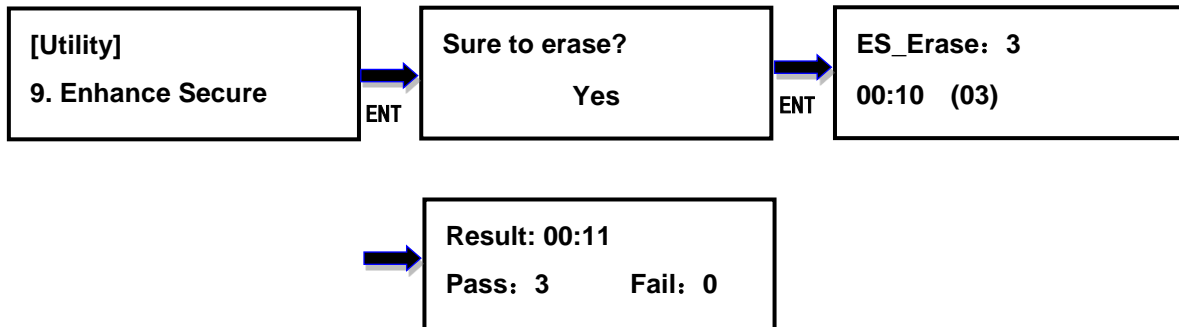 [Utility]
9. Enhance Secure
ENT
Sure to erase?
Yes
ENT
ES_Erase：3
00:10 (03)
Result: 00:11
Pass：3 Fail：0